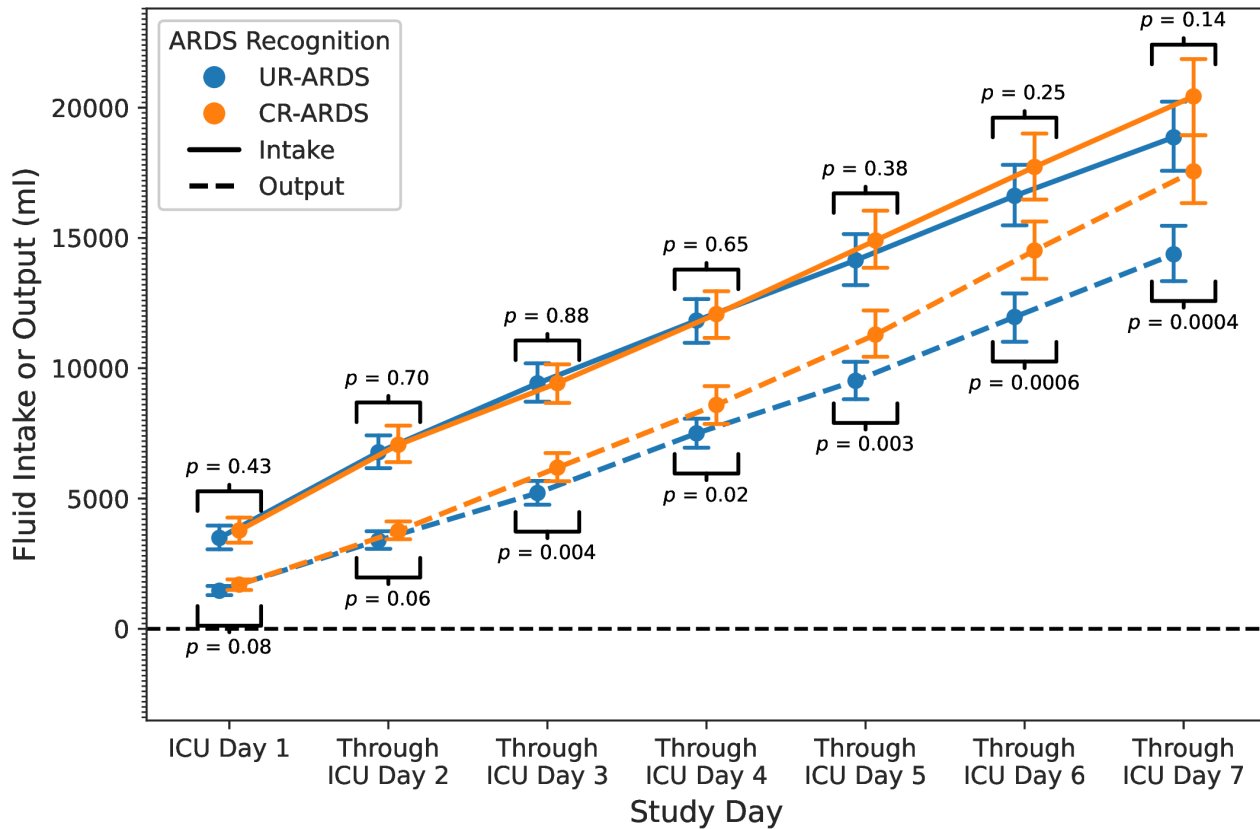 ARDS Recognition
UR-ARDS
CR-ARDS
Intake
Output
Fluid Intake or Output (ml)
20000
15000
10000
5000
0
p = 0.43
p = 0.70
p = 0.88
p = 0.65
p = 0.38
p = 0.25
p = 0.14
p = 0.08
p = 0.06
p = 0.004
p = 0.02
p = 0.003
p = 0.0006
p = 0.0004
ICU Day 1
Through
ICU Day 2
Through
ICU Day 3
Through
ICU Day 4
Through
ICU Day 5
Through
ICU Day 6
Through
ICU Day 7
Study Day